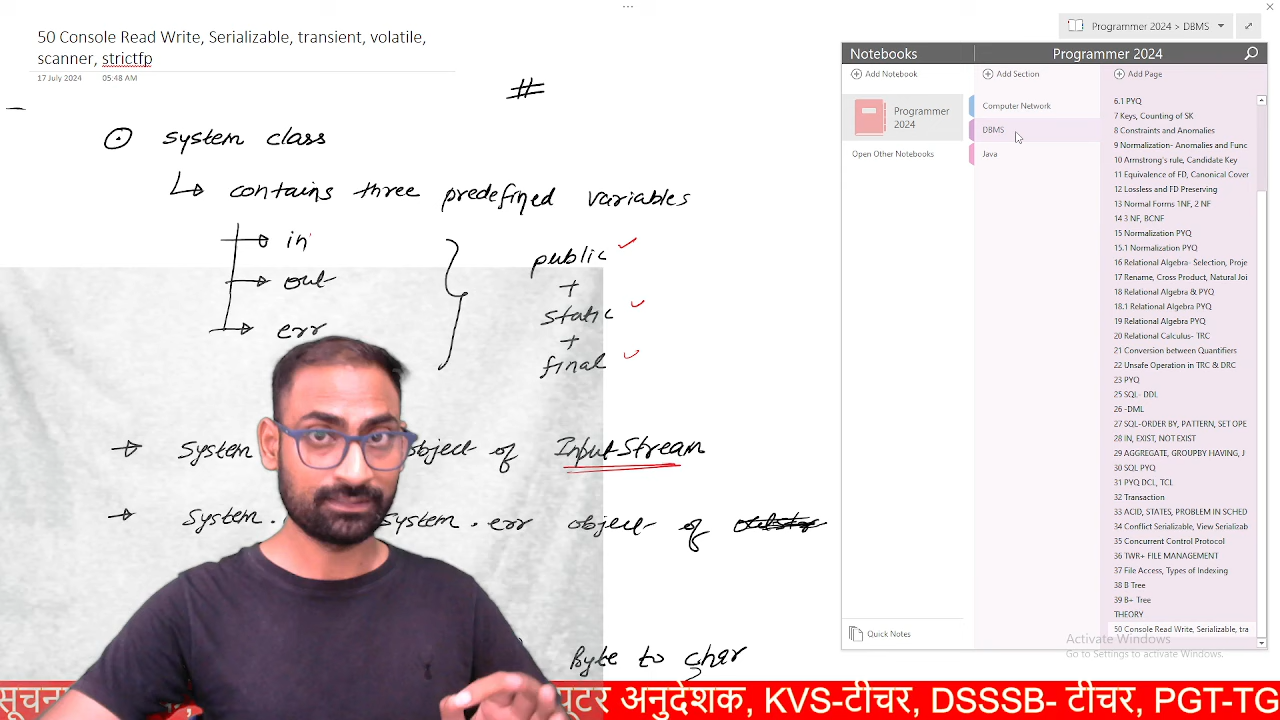 50 Console Read Write, Serializable, transient, volatile,
scanner, strictfp
17 July 2024 05:48 AM
#
system class
contains three predefined variables
in
out
err
public
+
static
+
final
System
object of InputStream
System.
System.err object of
Byte to char
Programmer 2024 > DBMS
Notebooks
Programmer 2024
Add Notebook
Add Section
Add Page
Programmer
2024
Open Other Notebooks
Quick Notes
Computer Network
DBMS
Java
6.1 PYQ
7 Keys, Counting of SK
8 Constraints and Anomalies
9 Normalization- Anomalies and Func
10 Armstrong's rule, Candidate Key
11 Equivalence of FD, Canonical Cover
12 Lossless and FD Preserving
13 Normal Forms 1NF, 2 NF
14 3 NF, BCNF
15 Normalization PYQ
15.1 Normalization PYQ
16 Relational Algebra- Selection, Proje
17 Rename, Cross Product, Natural Joi
18 Relational Algebra & PYQ
18.1 Relational Algebra PYQ
19 Relational Algebra PYQ
20 Relational Calculus- TRC
21 Conversion between Quantifiers
22 Unsafe Operation in TRC & DRC
23 PYQ
25 SQL- DDL
26 -DML
27 SQL-ORDER BY, PATTERN, SET OPE
28 IN, EXIST, NOT EXIST
29 AGGREGATE, GROUPBY HAVING, J
30 SQL PYQ
31 PYQ DCL, TCL
32 Transaction
33 ACID, STATES, PROBLEM IN SCHED
34 Conflict Serializable, View Serializab
35 Concurrent Control Protocol
36 TWR+ FILE MANAGEMENT
37 File Access, Types of Indexing
38 B Tree
39 B+ Tree
THEORY
50 Console Read Write, Serializable, tra
Activate Windows
Go to Settings to activate Windows.
अनुदेशक, KVS-टीचर, DSSSB- टीचर, PGT-TG